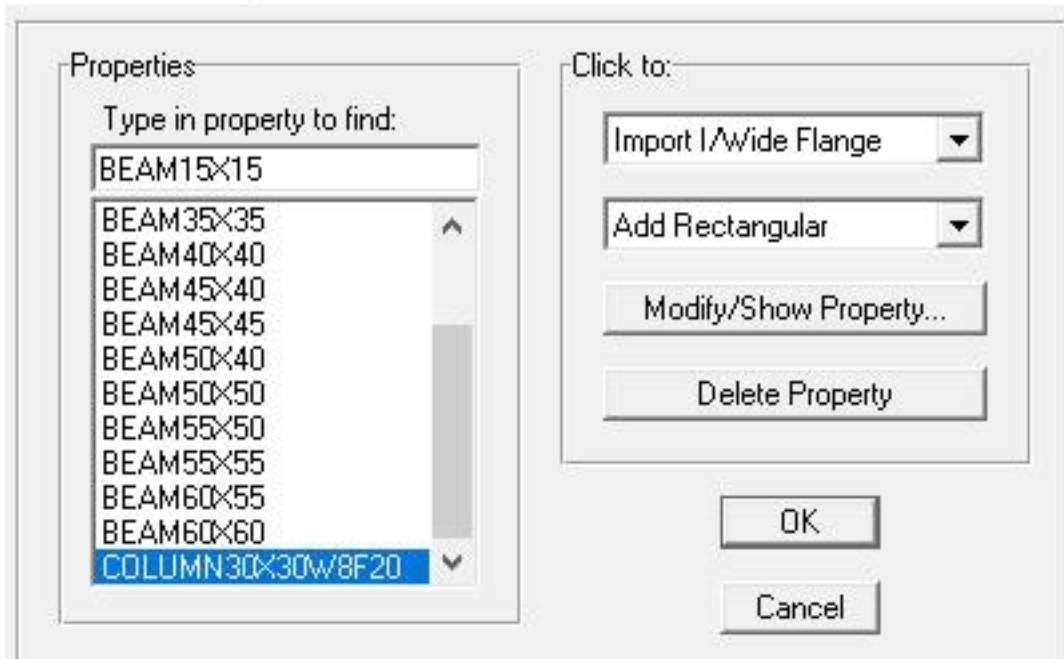 Properties
Type in property to find:
BEAM15X15
BEAM35X35
BEAM40X40
BEAM45X40
BEAM45X45
BEAM50X40
BEAM50X50
BEAM55X50
BEAM55X55
BEAM60X55
BEAM60X60
COLUMN30X30W8F20
Click to:
Import I/Wide Flange
Add Rectangular
Modify/Show Property...
Delete Property
OK
Cancel